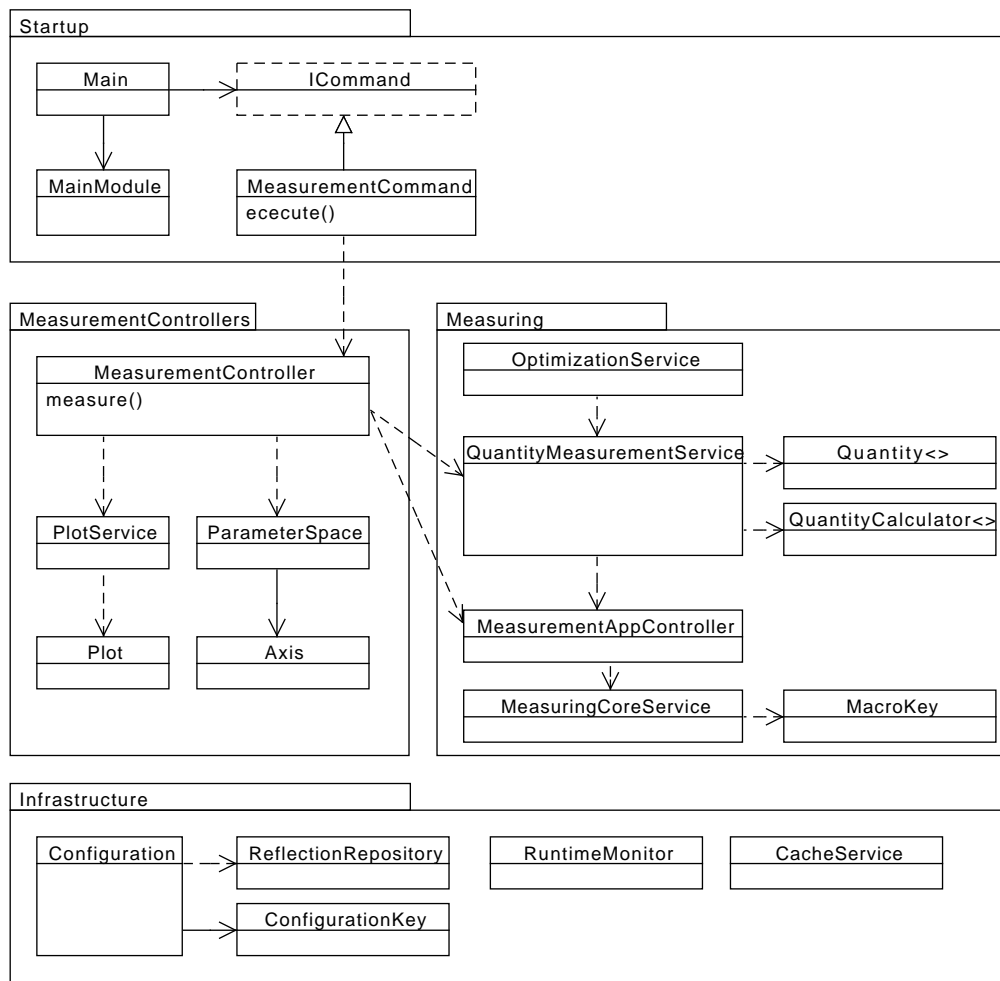 Startup
Main
ICommand
MainModule
MeasurementCommand
ececute()
MeasurementControllers
MeasurementController
measure()
PlotService
ParameterSpace
Plot
Axis
Measuring
OptimizationService
QuantityMeasurementService
Quantity<>
QuantityCalculator<>
MeasurementAppController
MeasuringCoreService
MacroKey
Infrastructure
Configuration
ReflectionRepository
RuntimeMonitor
CacheService
ConfigurationKey